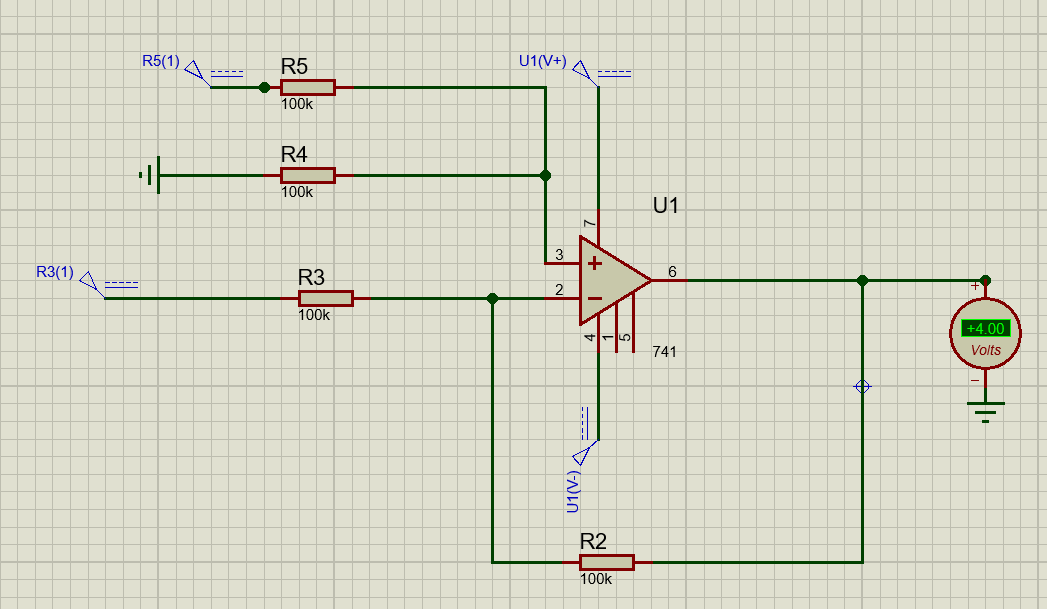 R5(1)
R5
100k
U1(V+)
R4
100k
U1
7
3
2
6
R3(1)
R3
100k
4
1
5
741
+
+4.00
Volts
−
U1(V-)
R2
100k